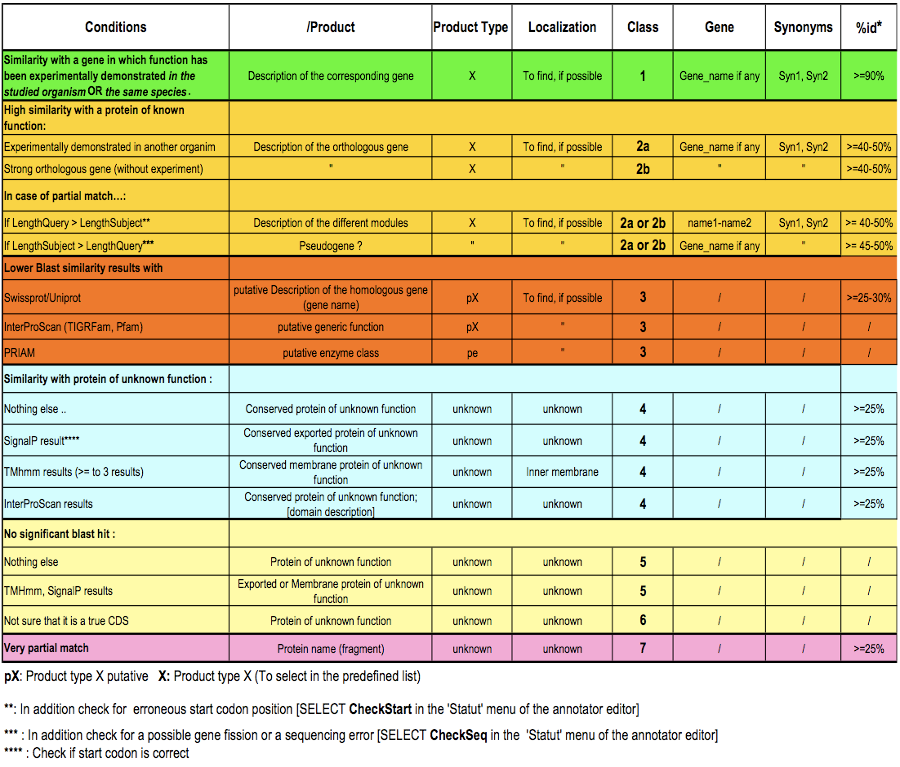 Conditions /Product Product Type Localization Class Gene Synonyms %id*
Similarity with a gene in which function has
been experimentally demonstrated in the
studied organism OR the same species .
Description of the corresponding gene X To find, if possible 1 Gene_name if any Syn1, Syn2 >=90%
High similarity with a protein of known
function:
Experimentally demonstrated in another organim Description of the orthologous gene X To find, if possible 2a Gene_name if any Syn1, Syn2 >=40-50%
Strong orthologous gene (without experiment) " X " 2b " " >=40-50%
In case of partial match…:
If LengthQuery > LengthSubject** Description of the different modules X To find, if possible 2a or 2b name1-name2 Syn1, Syn2 >= 40-50%
If LengthSubject > LengthQuery*** Pseudogene ? " " 2a or 2b Gene_name if any " >= 45-50%
Lower Blast similarity results with
Swissprot/Uniprot putative Description of the homologous gene
(gene name) pX To find, if possible 3 / / >=25-30%
InterProScan (TIGRFam, Pfam) putative generic function pX " 3 / / /
PRIAM putative enzyme class pe " 3 / / /
Similarity with protein of unknown function :
Nothing else .. Conserved protein of unknown function unknown unknown 4 / / >=25%
SignalP result**** Conserved exported protein of unknown
function unknown unknown 4 / / >=25%
TMhmm results (>= to 3 results) Conserved membrane protein of unknown
function unknown Inner membrane 4 / / >=25%
InterProScan results Conserved protein of unknown function;
[domain description] unknown unknown 4 / / >=25%
No significant blast hit :
Nothing else Protein of unknown function unknown unknown 5 / / /
TMHmm, SignalP results Exported or Membrane protein of unknown
function unknown unknown 5 / / /
Not sure that it is a true CDS Protein of unknown function unknown unknown 6 / / /
Very partial match Protein name (fragment) unknown unknown 7 / / >=25%
pX: Product type X putative X: Product type X (To select in the predefined list)
**: In addition check for erroneous start codon position [SELECT CheckStart in the 'Statut' menu of the annotator editor]
*** : In addition check for a possible gene fission or a sequencing error [SELECT CheckSeq in the 'Statut' menu of the annotator editor]
**** : Check if start codon is correct